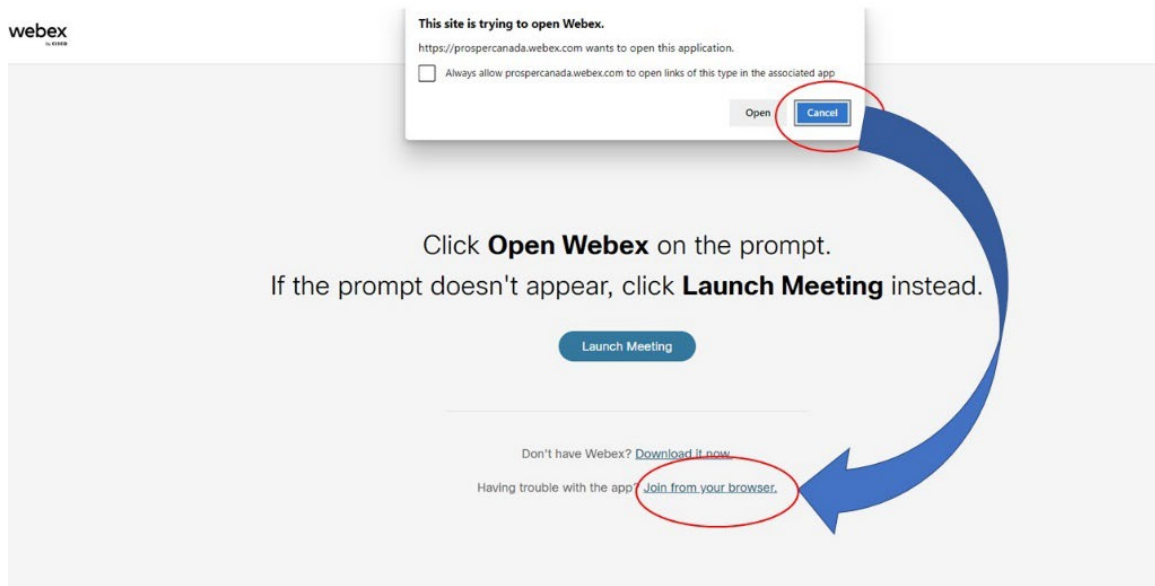 webex
by CISCO
This site is trying to open Webex.
https://prospercanada.webex.com wants to open this application.
Always allow prospercanada.webex.com to open links of this type in the associated app
Open Cancel
Click Open Webex on the prompt.
If the prompt doesn't appear, click Launch Meeting instead.
Launch Meeting
Don't have Webex? Download it now.
Having trouble with the app? Join from your browser.